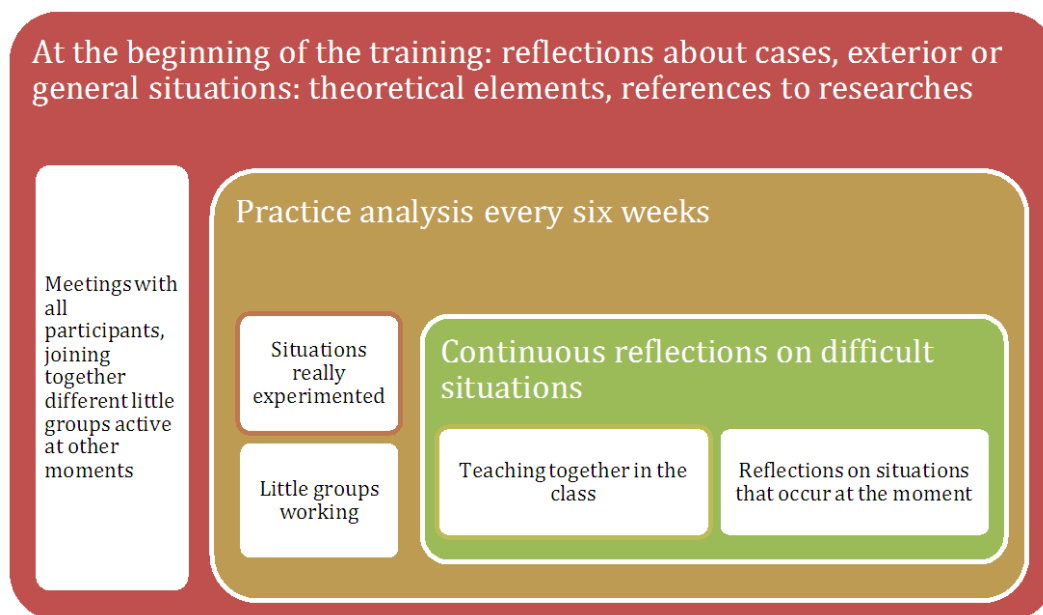 At the beginning of the training: reflections about cases, exterior or
general situations: theoretical elements, references to researches
Meetings with
all
participants,
joining
together
different little
groups active
at other
moments
Practice analysis every six weeks
Situations
really
experimented
Little groups
working
Continuous reflections on difficult
situations
Teaching together in the
class
Reflections on situations
that occur at the moment